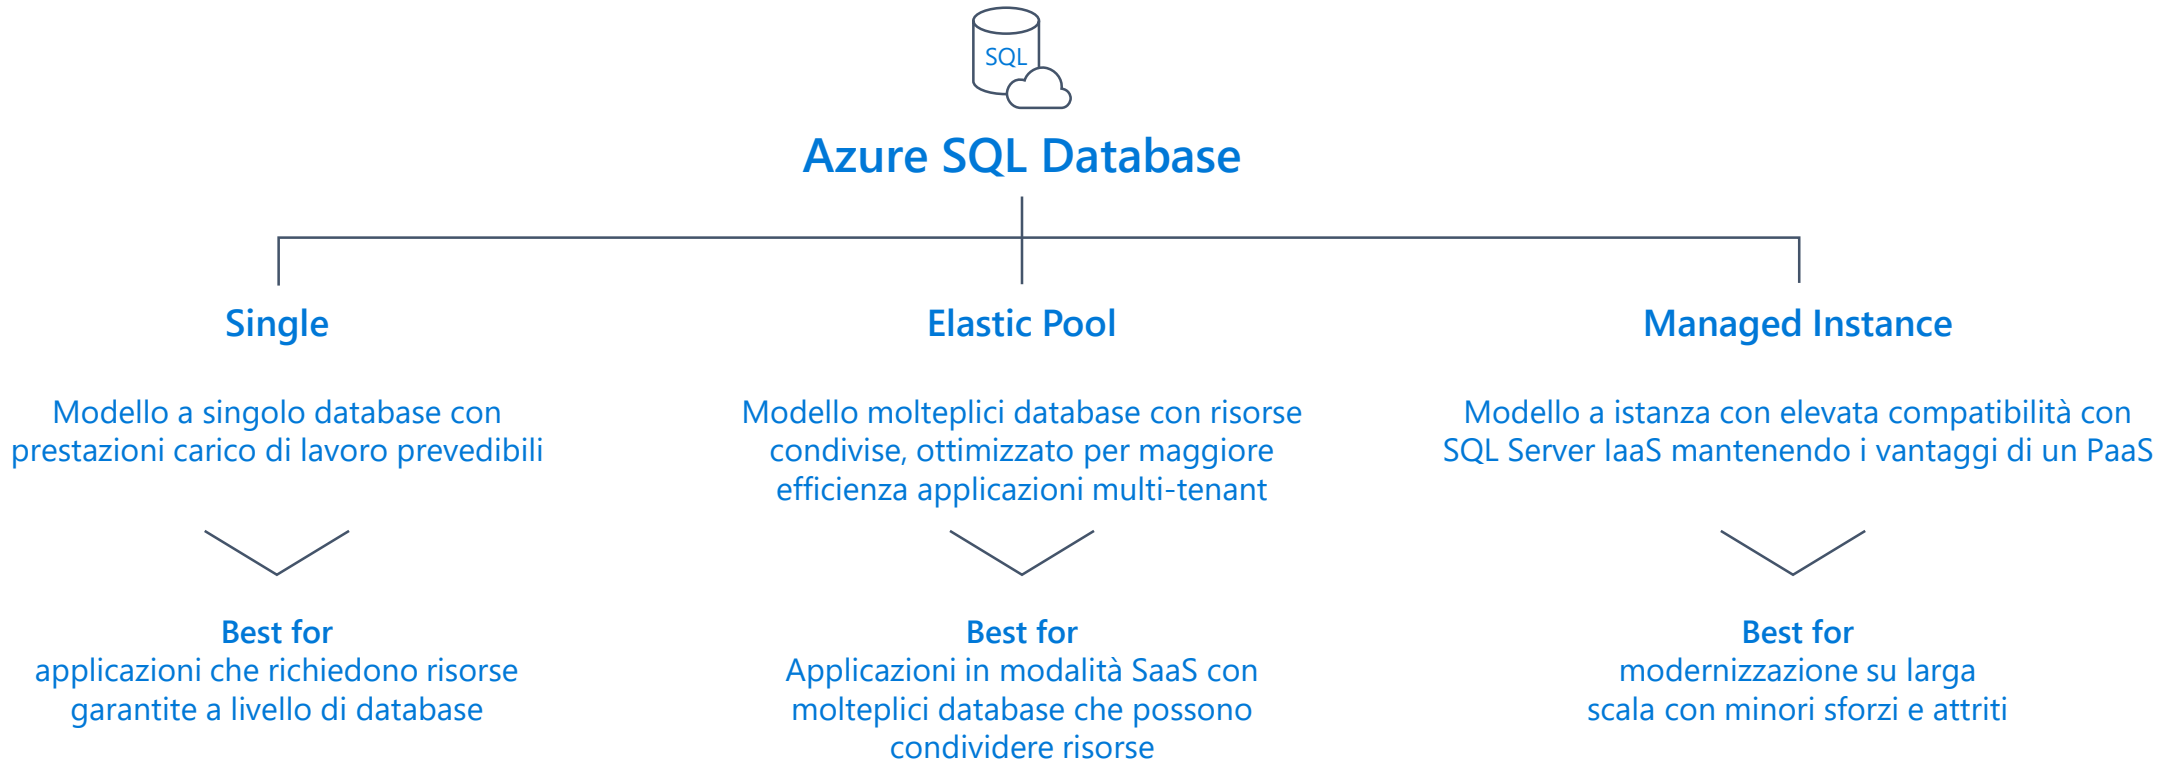 SQL
Azure SQL Database
Single
Modello a singolo database con
prestazioni carico di lavoro prevedibili
Best for
applicazioni che richiedono risorse
garantite a livello di database
Elastic Pool
Modello molteplici database con risorse
condivise, ottimizzato per maggiore
efficienza applicazioni multi-tenant
Best for
Applicazioni in modalità SaaS con
molteplici database che possono
condividere risorse
Managed Instance
Modello a istanza con elevata compatibilità con
SQL Server IaaS mantenendo i vantaggi di un PaaS
Best for
modernizzazione su larga
scala con minori sforzi e attriti